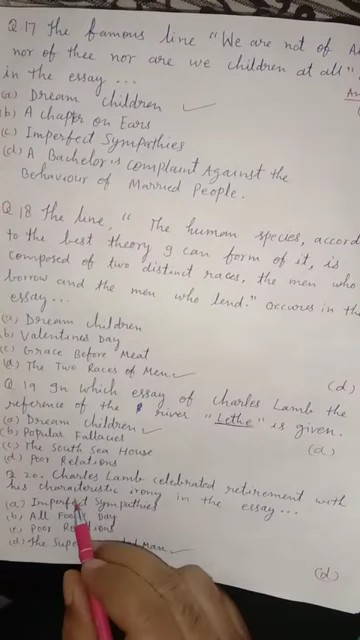 Q.17 The famous line "We are not of A
nor of thee nor are we children at all"
in the essay ...
(a) Dream Children
(b) A Chapter on Ears
(c) Imperfect Sympathies
(d) A Bachelor's Complaint Against the
Behaviour of Married People.
Q.18 The line, " The human species, accord
to the best theory I can form of it, is
composed of two distinct races, the men who
borrow and the men who lend." occures in the
essay...
(a) Dream Children
(b) Valentines Day
(c) Grace Before Meat
(d) The Two Races of Men
(d)
Q.19 In which essay of Charles Lamb the
reference of the river "Lethe" is given.
(a) Dream Children
(a)
(b) Popular Fallacies
(c) The South Sea House
(d) Poor Relations
Q.20. Charles Lamb celebrated retirement with
his characteristic irony in the essay...
(a) Imperfect Sympathies
(b) All Day
(c) Poor
(d) The Man
(d)